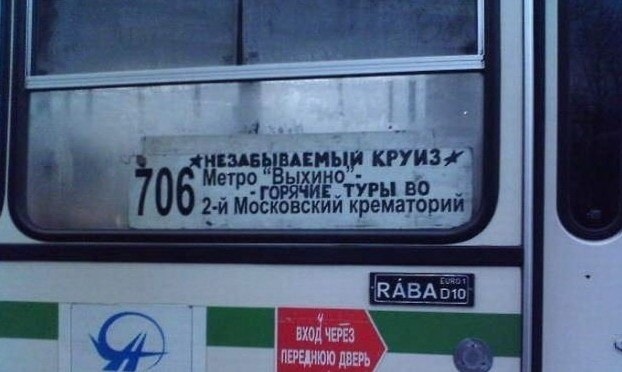 ★НЕЗАБЫВАЕМЫЙ КРУИЗ★
706 Метро "Выхино"-
-ГОРЯЧИЕ ТУРЫ ВО
2-й Московский крематорий
RÁBA EURO 1 D10
Ч
ВХОД ЧЕРЕЗ
ПЕРЕДНЮЮ ДВЕРЬ